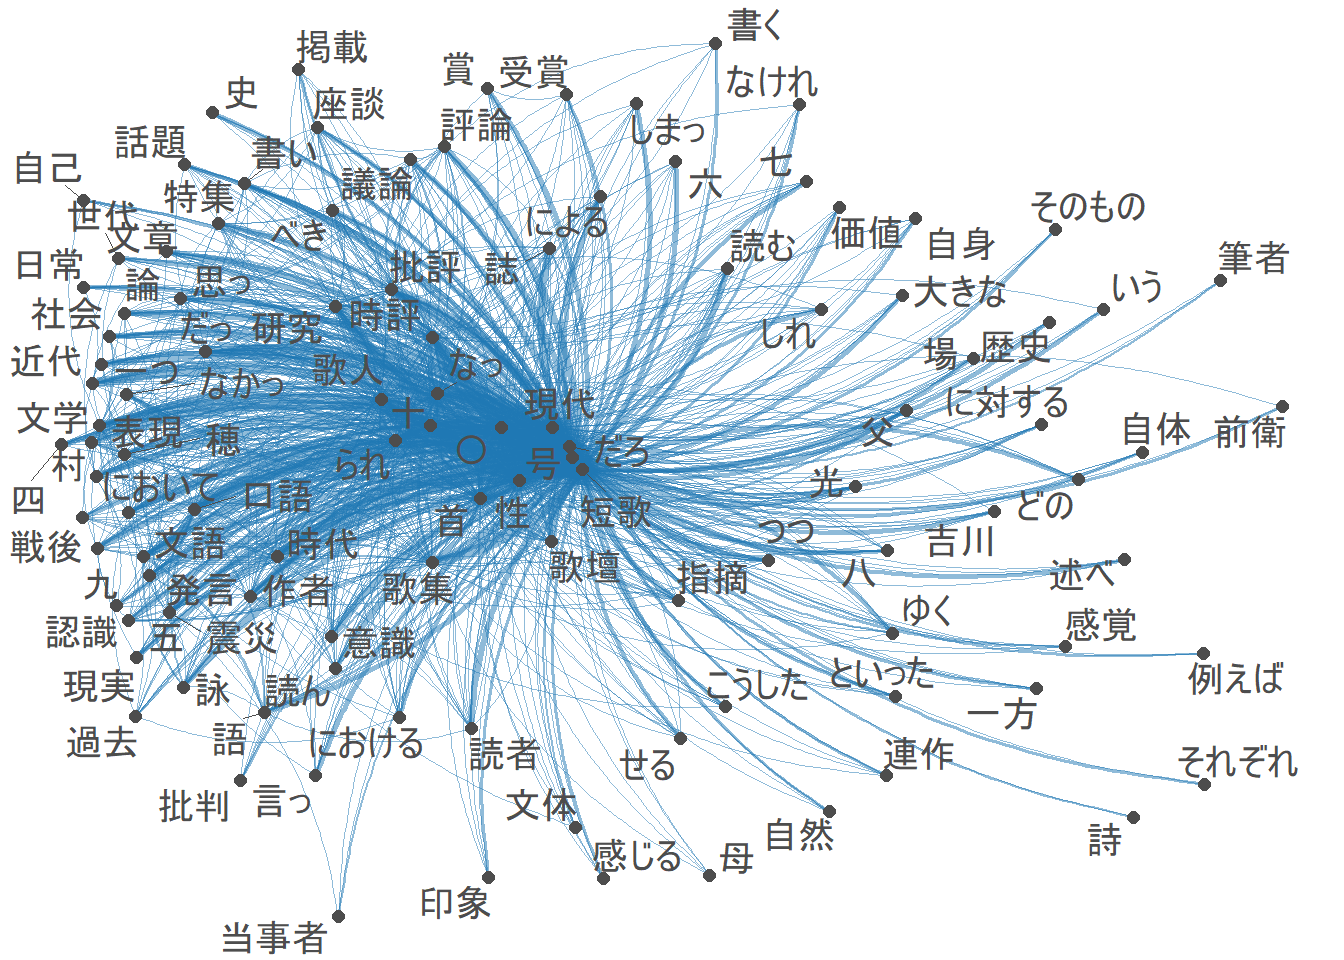 書く
掲載
賞
受賞
なけれ
史
座談
評論
しまっ
話題
書い
自己
特集
議論
六
七
世代
文章
べき
による
価値
自身
そのもの
日常
論
思っ
批評
誌
読む
大きな
いう
筆者
社会
だっ
研究
時評
しれ
場
歴史
近代
一つ
なかっ
歌人
なっ
文学
表現
穂
十
現代
父
に対する
自体
前衛
村
られ
○
号
だろ
四
において
口語
首
性
短歌
光
どの
戦後
文語
時代
歌壇
つつ
吉川
九
発言
作者
歌集
指摘
八
述べ
認識
五
震災
意識
ゆく
感覚
現実
詠
読ん
こうした
といった
例えば
過去
語
における
読者
せる
一方
連作
それぞれ
批判
言っ
文体
自然
詩
感じる
母
印象
当事者